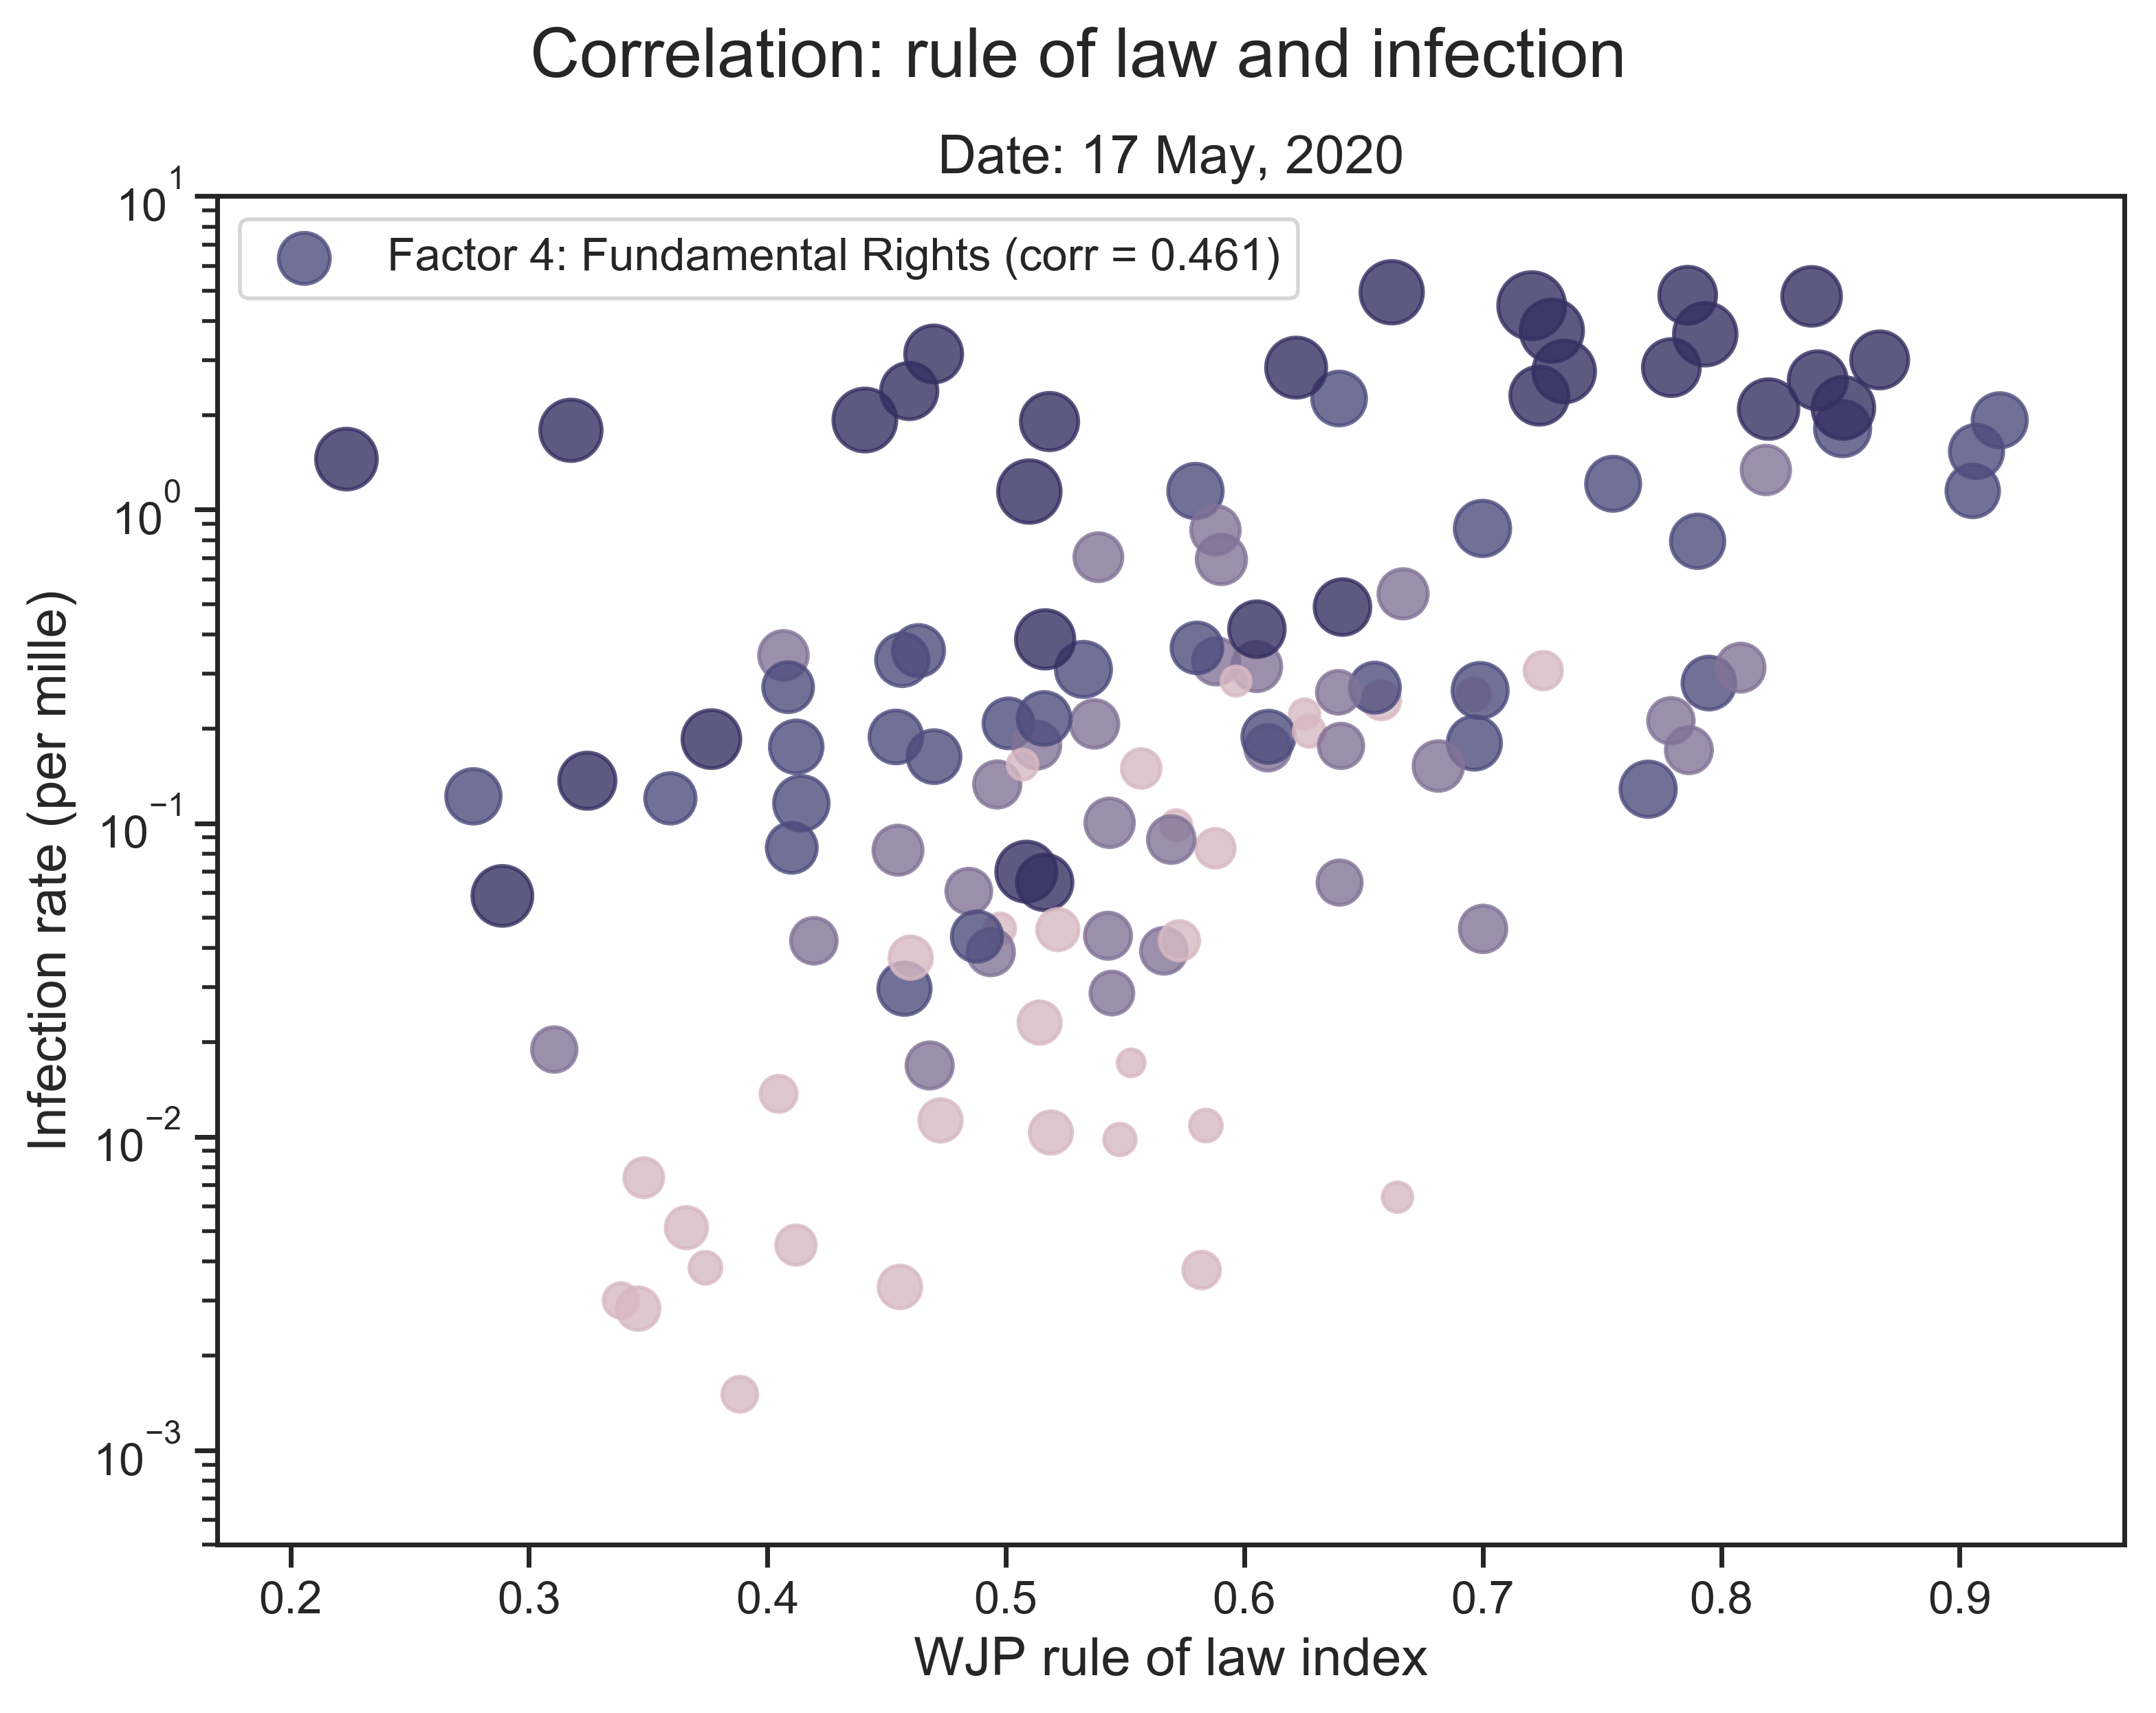 Correlation: rule of law and infection
Date: 17 May, 2020
Factor 4: Fundamental Rights (corr = 0.461)
Infection rate (per mille)
10^1
10^0
10^−1
10^−2
10^−3
0.2 0.3 0.4 0.5 0.6 0.7 0.8 0.9
WJP rule of law index